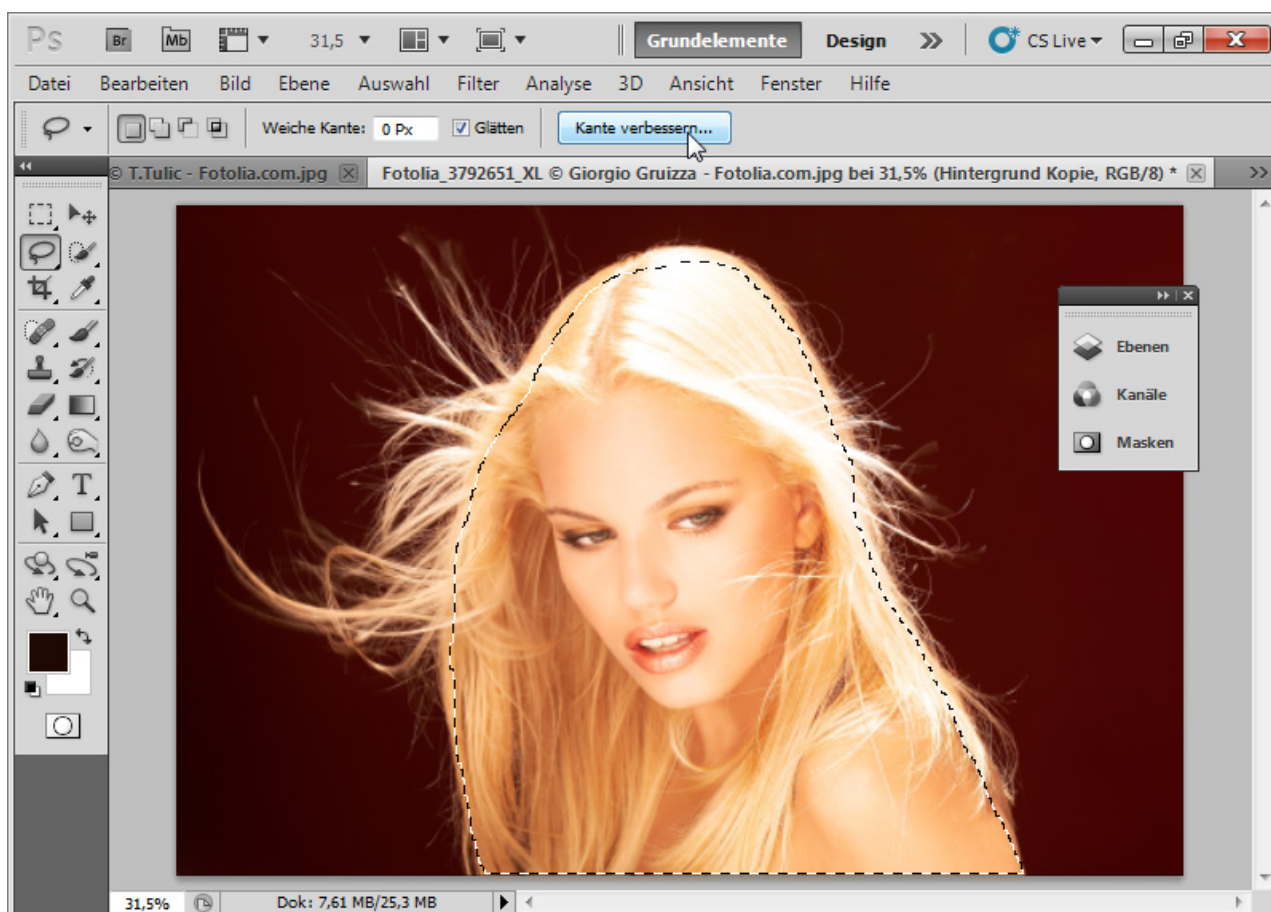 Ps Br Mb 31,5 Grundelemente Design CS Live
Datei Bearbeiten Bild Ebene Auswahl Filter Analyse 3D Ansicht Fenster Hilfe
Weiche Kante: 0 Px Glätten Kante verbessern...
© T.Tulic - Fotolia.com.jpg Fotolia_3792651_XL © Giorgio Gruizza - Fotolia.com.jpg bei 31,5% (Hintergrund Kopie, RGB/8) *
Ebenen
Kanäle
Masken
T
31,5% Dok: 7,61 MB/25,3 MB